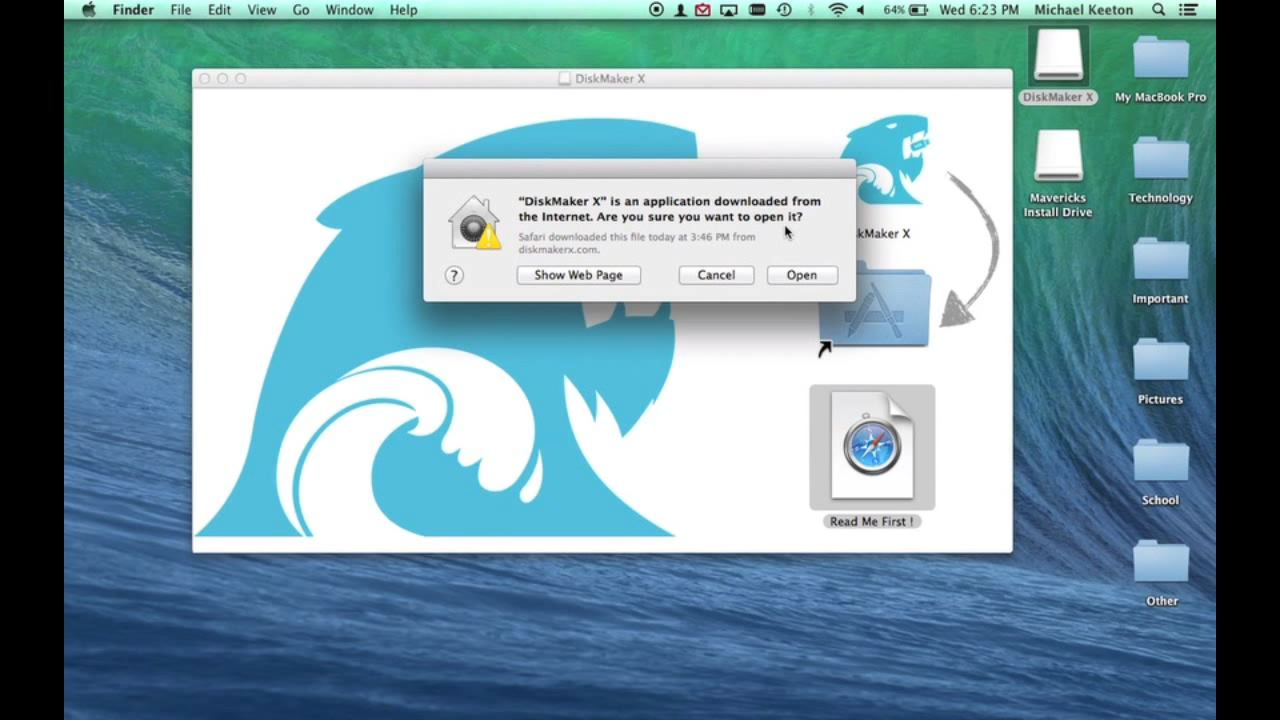 Finder File Edit View Go Window Help 64% Wed 6:23 PM Michael Keeton
DiskMaker X
“DiskMaker X” is an application downloaded from
the Internet. Are you sure you want to open it?
Safari downloaded this file today at 3:46 PM from
diskmakerx.com.
? Show Web Page Cancel Open
kMaker X
Read Me First !
DiskMaker X
Mavericks
Install Drive
My MacBook Pro
Technology
Important
Pictures
School
Other